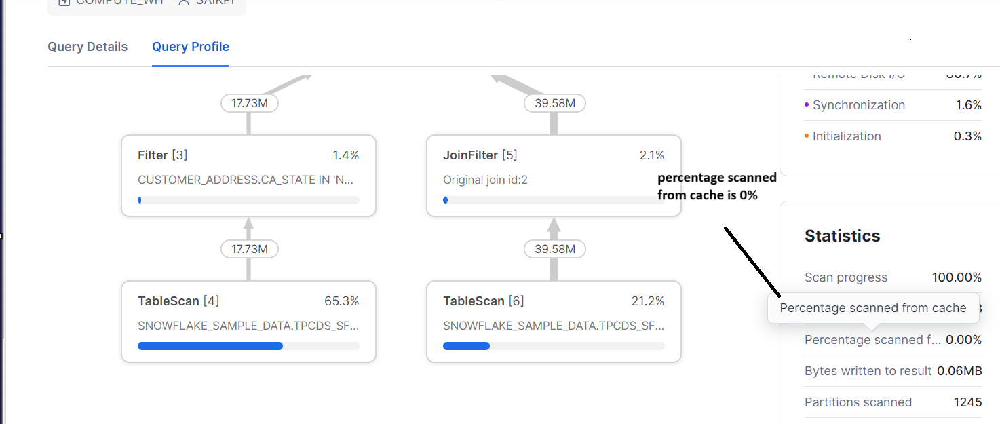 COMPUTE_WH SAIKPI
Query Details Query Profile
17.73M
39.58M
Filter [3] 1.4%
CUSTOMER_ADDRESS.CA_STATE IN 'N...
JoinFilter [5] 2.1%
Original join id:2
17.73M
39.58M
TableScan [4] 65.3%
SNOWFLAKE_SAMPLE_DATA.TPCDS_SF...
TableScan [6] 21.2%
SNOWFLAKE_SAMPLE_DATA.TPCDS_SF...
percentage scanned
from cache is 0%
Remote Disk I/O
Synchronization 1.6%
Initialization 0.3%
Statistics
Scan progress 100.00%
Percentage scanned from cache
Percentage scanned f... 0.00%
Bytes written to result 0.06MB
Partitions scanned 1245